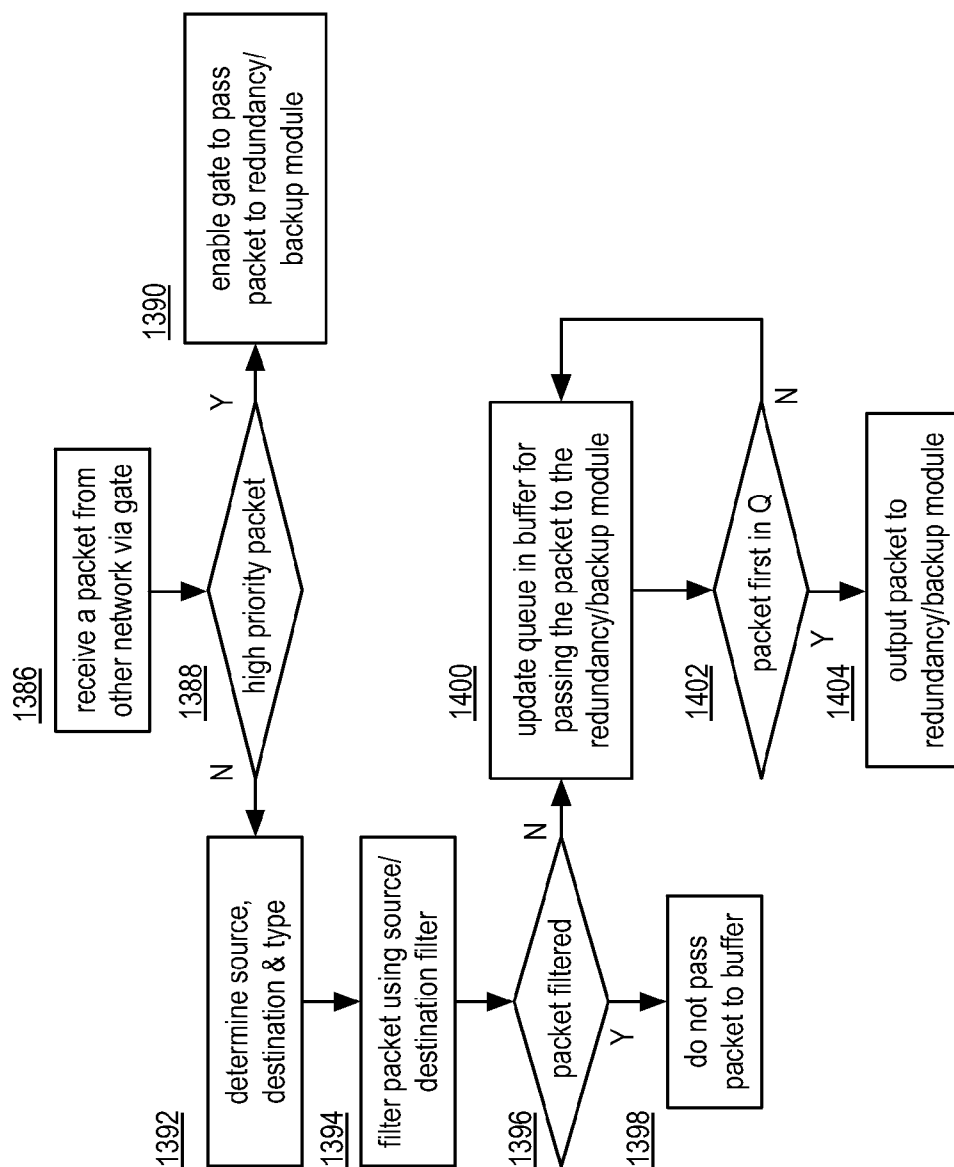 1386
receive a packet from
other network via gate
1388
high priority packet
Y
N
1390
enable gate to pass
packet to redundancy/
backup module
1392
determine source,
destination & type
1394
filter packet using source/
destination filter
1396
packet filtered
N
Y
1398
do not pass
packet to buffer
1400
update queue in buffer for
passing the packet to the
redundancy/backup module
1402
packet first in Q
N
Y
1404
output packet to
redundancy/backup module